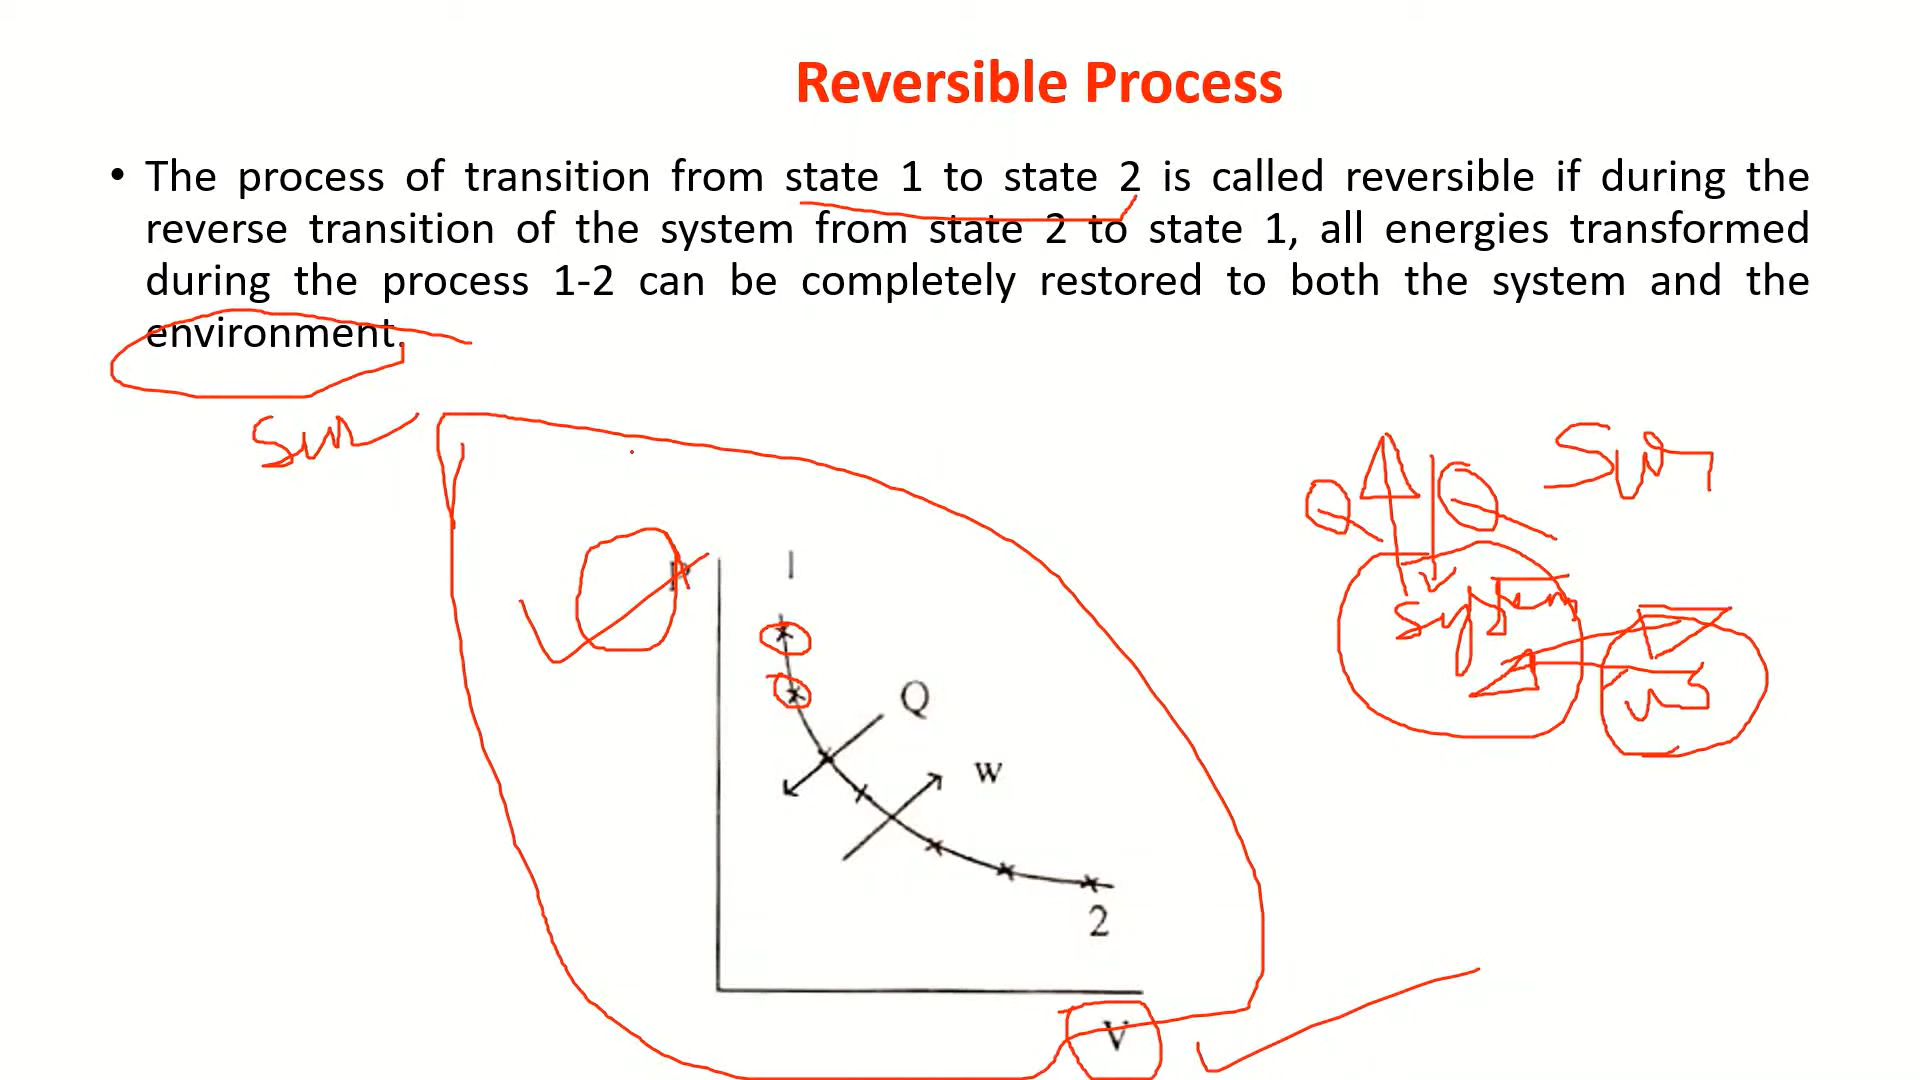 Reversible Process
• The process of transition from state 1 to state 2 is called reversible if during the
reverse transition of the system from state 2 to state 1, all energies transformed
during the process 1-2 can be completely restored to both the system and the
environment.
Q
Q
P
1
system
Q
w
2
V